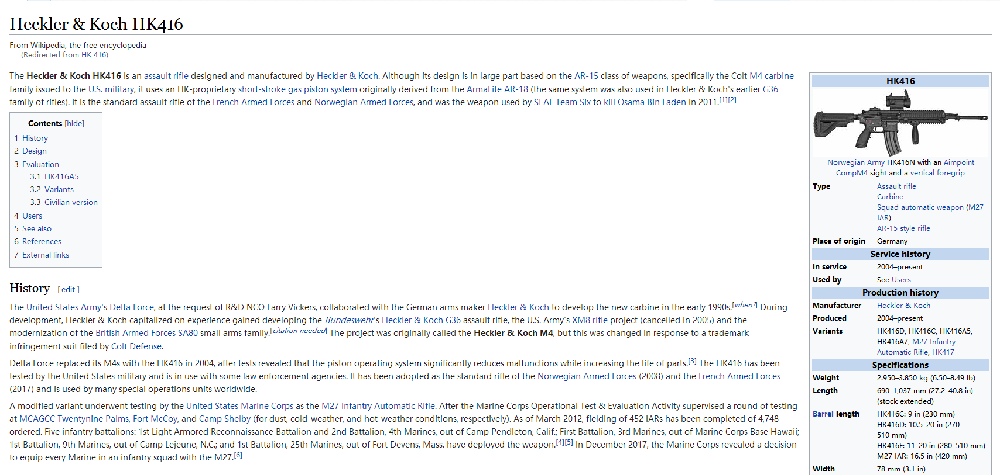 Heckler & Koch HK416
From Wikipedia, the free encyclopedia
(Redirected from HK 416)
The Heckler & Koch HK416 is an assault rifle designed and manufactured by Heckler & Koch. Although its design is in large part based on the AR-15 class of weapons, specifically the Colt M4 carbine
family issued to the U.S. military, it uses an HK-proprietary short-stroke gas piston system originally derived from the ArmaLite AR-18 (the same system was also used in Heckler & Koch's earlier G36
family of rifles). It is the standard assault rifle of the French Armed Forces and Norwegian Armed Forces, and was the weapon used by SEAL Team Six to kill Osama Bin Laden in 2011.[1][2]
Contents [hide]
1 History
2 Design
3 Evaluation
3.1 HK416A5
3.2 Variants
3.3 Civilian version
4 Users
5 See also
6 References
7 External links
History [ edit ]
The United States Army's Delta Force, at the request of R&D NCO Larry Vickers, collaborated with the German arms maker Heckler & Koch to develop the new carbine in the early 1990s.[when?] During
development, Heckler & Koch capitalized on experience gained developing the Bundeswehr's Heckler & Koch G36 assault rifle, the U.S. Army's XM8 rifle project (cancelled in 2005) and the
modernization of the British Armed Forces SA80 small arms family.[citation needed] The project was originally called the Heckler & Koch M4, but this was changed in response to a trademark
infringement suit filed by Colt Defense.
Delta Force replaced its M4s with the HK416 in 2004, after tests revealed that the piston operating system significantly reduces malfunctions while increasing the life of parts.[3] The HK416 has been
tested by the United States military and is in use with some law enforcement agencies. It has been adopted as the standard rifle of the Norwegian Armed Forces (2008) and the French Armed Forces
(2017) and is used by many special operations units worldwide.
A modified variant underwent testing by the United States Marine Corps as the M27 Infantry Automatic Rifle. After the Marine Corps Operational Test & Evaluation Activity supervised a round of testing
at MCAGCC Twentynine Palms, Fort McCoy, and Camp Shelby (for dust, cold-weather, and hot-weather conditions, respectively). As of March 2012, fielding of 452 IARs has been completed of 4,748
ordered. Five infantry battalions: 1st Light Armored Reconnaissance Battalion and 2nd Battalion, 4th Marines, out of Camp Pendleton, Calif.; First Battalion, 3rd Marines, out of Marine Corps Base Hawaii;
1st Battalion, 9th Marines, out of Camp Lejeune, N.C.; and 1st Battalion, 25th Marines, out of Fort Devens, Mass. have deployed the weapon.[4][5] In December 2017, the Marine Corps revealed a decision
to equip every Marine in an infantry squad with the M27.[6]
HK416
Norwegian Army HK416N with an Aimpoint
CompM4 sight and a vertical foregrip
Type Assault rifle
Carbine
Squad automatic weapon (M27
IAR)
AR-15 style rifle
Place of origin Germany
Service history
In service 2004–present
Used by See Users
Production history
Manufacturer Heckler & Koch
Produced 2004–present
Variants HK416D, HK416C, HK416A5,
HK416A7, M27 Infantry
Automatic Rifle, HK417
Specifications
Weight 2.950–3.850 kg (6.50–8.49 lb)
Length 690–1,037 mm (27.2–40.8 in)
(stock extended)
Barrel length HK416C: 9 in (230 mm)
HK416D: 10.5–20 in (270–
510 mm)
HK416F: 11–20 in (280–510 mm)
M27 IAR: 16.5 in (420 mm)
Width 78 mm (3.1 in)